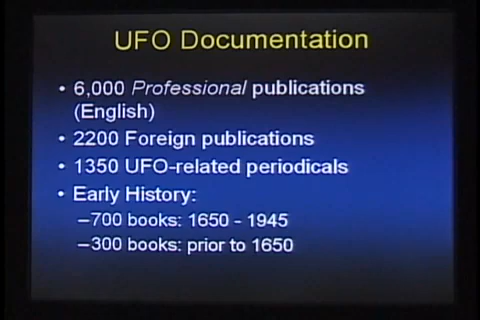 UFO Documentation
• 6,000 Professional publications
(English)
• 2200 Foreign publications
• 1350 UFO-related periodicals
• Early History:
–700 books: 1650 - 1945
–300 books: prior to 1650